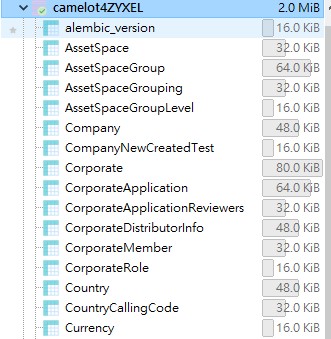 camelot4ZYXEL 2.0 MiB
alembic_version 16.0 KiB
AssetSpace 32.0 KiB
AssetSpaceGroup 64.0 KiB
AssetSpaceGrouping 32.0 KiB
AssetSpaceGroupLevel 16.0 KiB
Company 48.0 KiB
CompanyNewCreatedTest 16.0 KiB
Corporate 80.0 KiB
CorporateApplication 64.0 KiB
CorporateApplicationReviewers 32.0 KiB
CorporateDistributorInfo 48.0 KiB
CorporateMember 32.0 KiB
CorporateRole 16.0 KiB
Country 48.0 KiB
CountryCallingCode 32.0 KiB
Currency 16.0 KiB